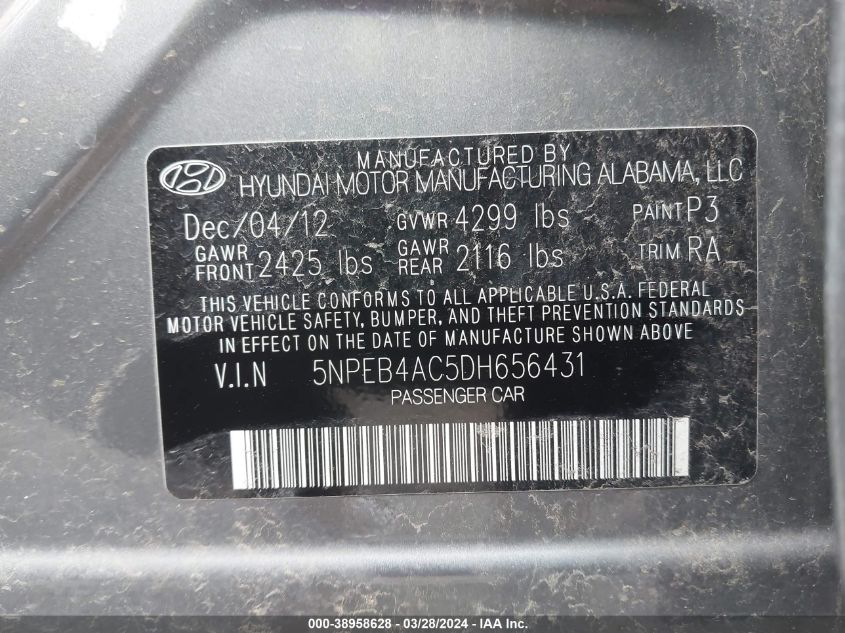 MANUFACTURED BY
HYUNDAI MOTOR MANUFACTURING ALABAMA, LLC
Dec/04/12 GVWR 4299 lbs PAINT P3
GAWR FRONT 2425 lbs GAWR REAR 2116 lbs TRIM RA
THIS VEHICLE CONFORMS TO ALL APPLICABLE U.S.A. FEDERAL
MOTOR VEHICLE SAFETY, BUMPER, AND THEFT PREVENTION STANDARDS
IN EFFECT ON THE DATE OF MANUFACTURE SHOWN ABOVE
V.I.N 5NPEB4AC5DH656431
PASSENGER CAR
000-38958628 - 03/28/2024 - IAA Inc.